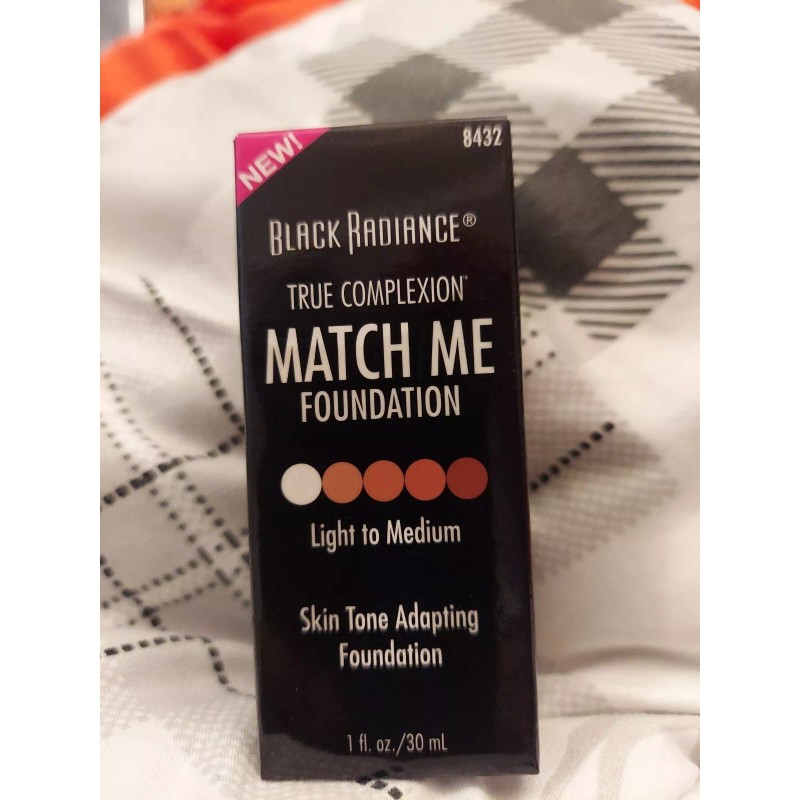 NEW!
8432
BLACK RADIANCE®
TRUE COMPLEXION™
MATCH ME
FOUNDATION
Light to Medium
Skin Tone Adapting
Foundation
1 fl. oz./30 mL